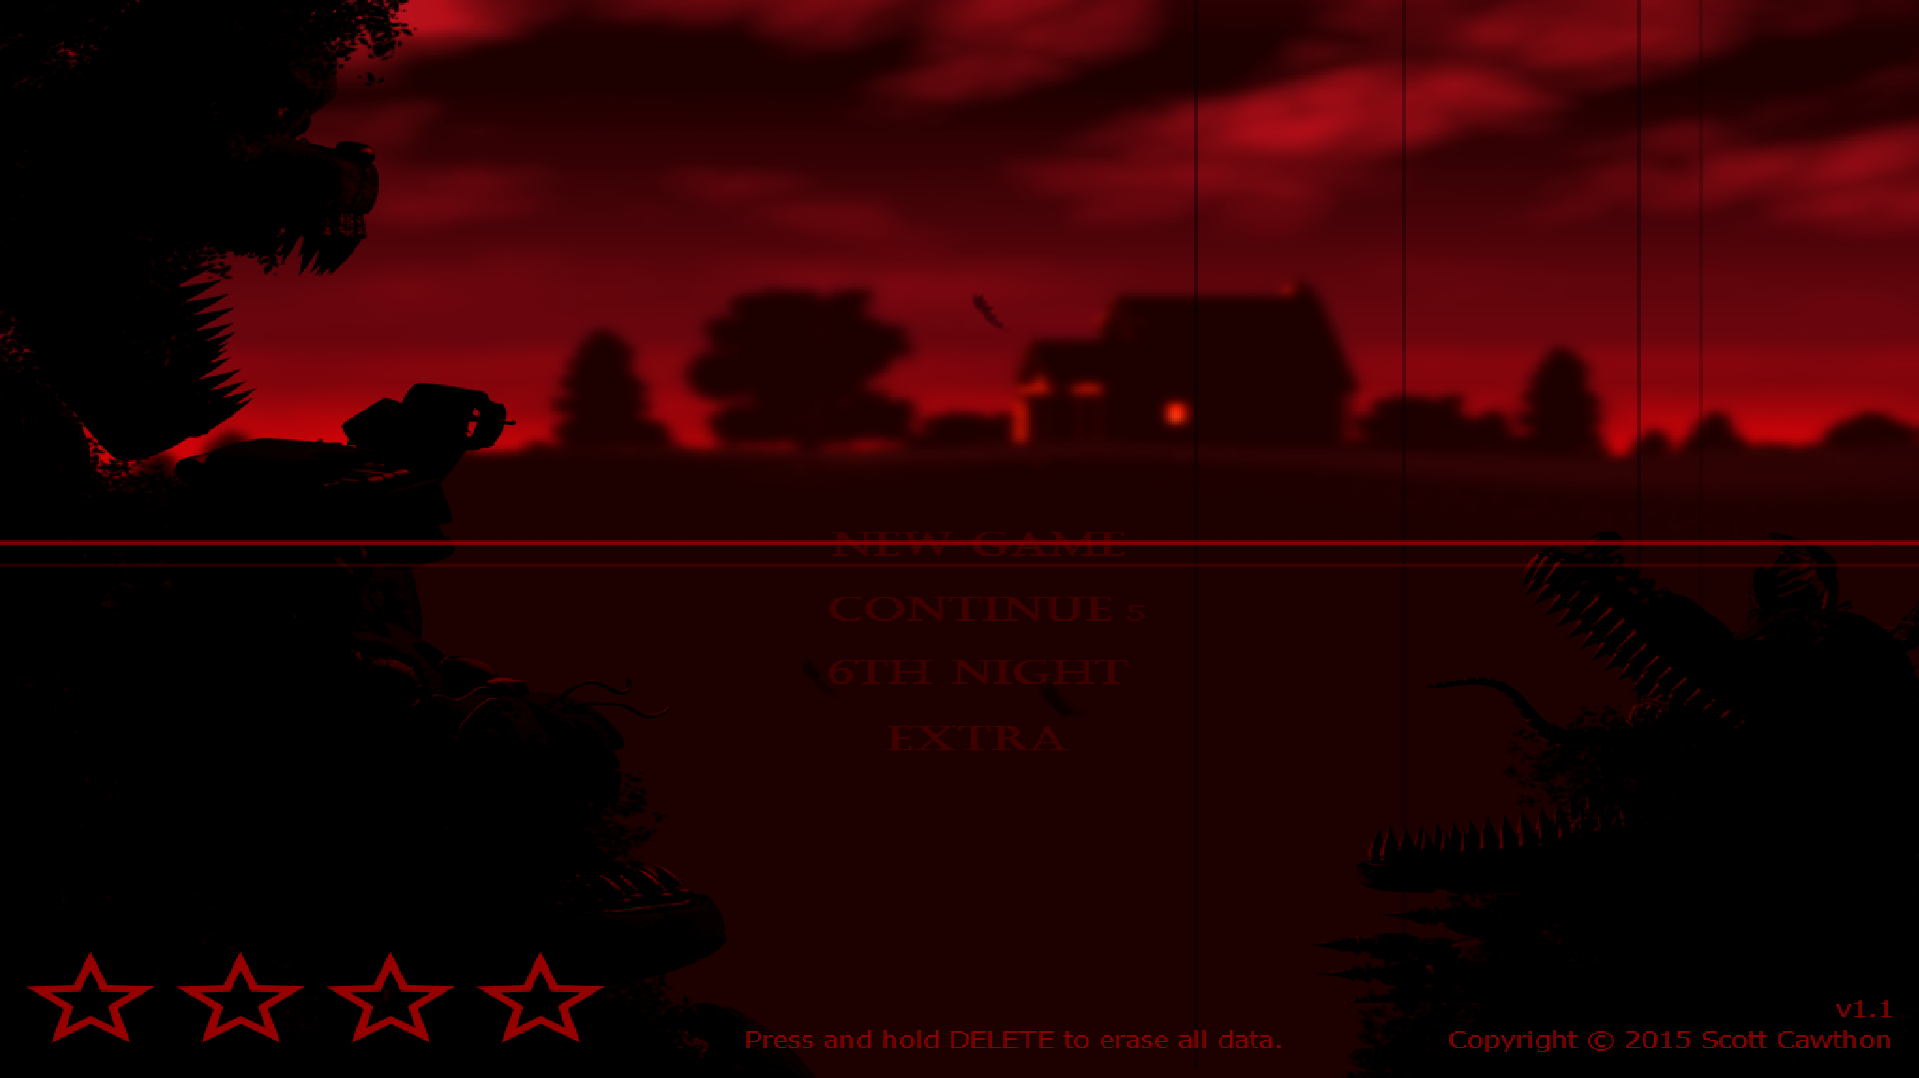 NEW GAME
CONTINUE 5
6TH NIGHT
EXTRA
Press and hold DELETE to erase all data.
v1.1
Copyright © 2015 Scott Cawthon